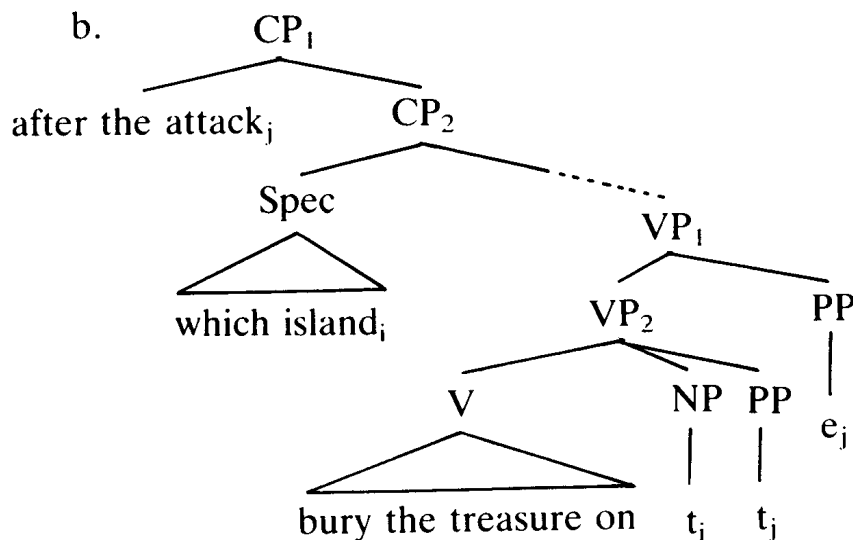 b.
CP₁
after the attackⱼ
CP₂
Spec
VP₁
which islandᵢ
VP₂ PP
V NP PP
eⱼ
bury the treasure on tⱼ tⱼ